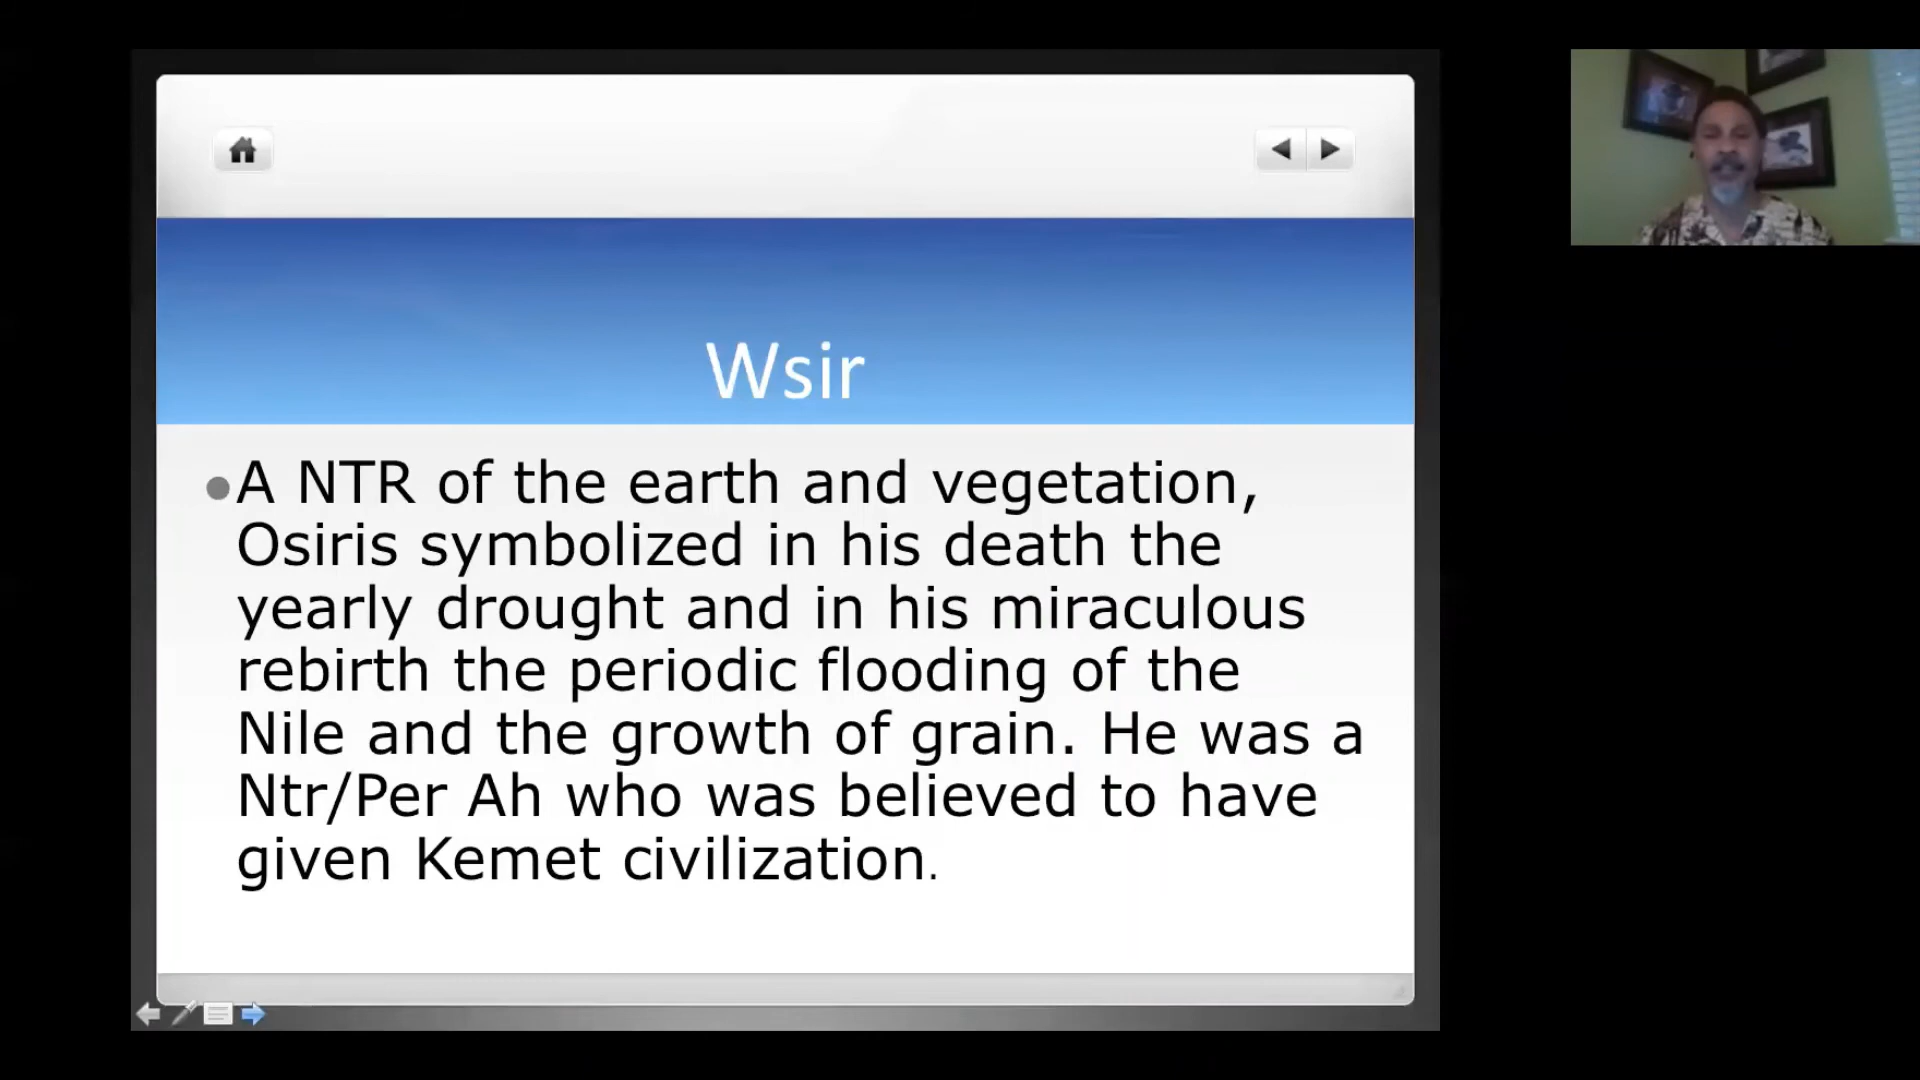 Wsir
A NTR of the earth and vegetation,
Osiris symbolized in his death the
yearly drought and in his miraculous
rebirth the periodic flooding of the
Nile and the growth of grain. He was a
Ntr/Per Ah who was believed to have
given Kemet civilization.